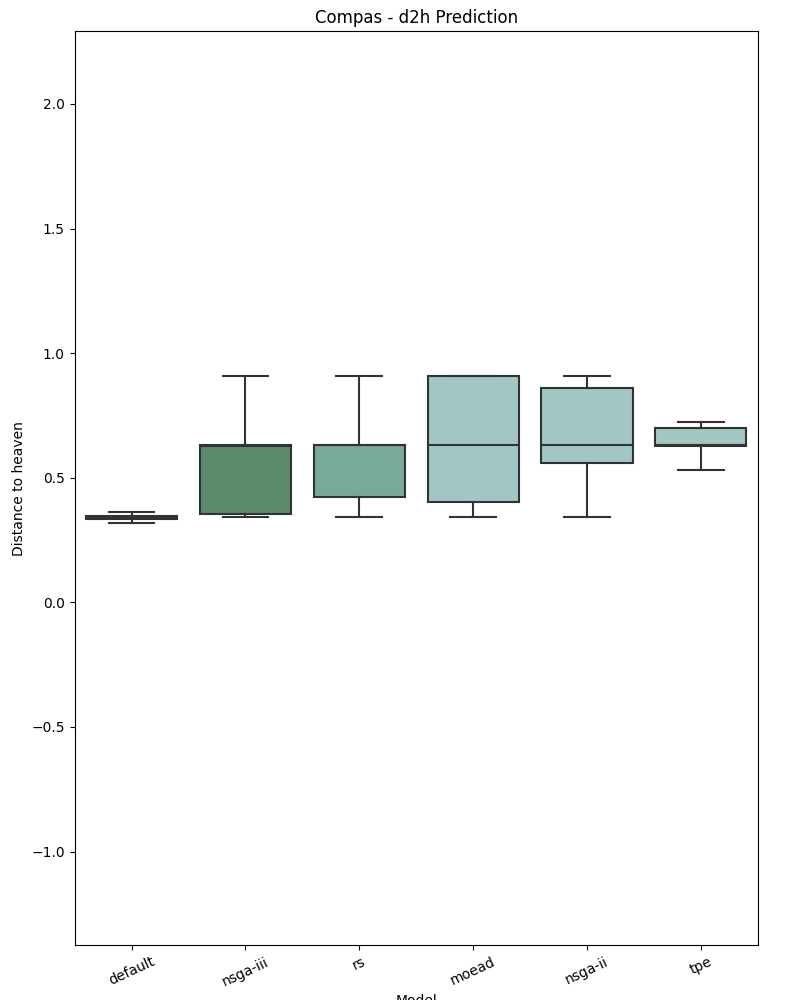 Compas - d2h Prediction
2.0
1.5
1.0
0.5
0.0
−0.5
−1.0
Distance to heaven
default
nsga-iii
rs
moead
nsga-ii
tpe
Model